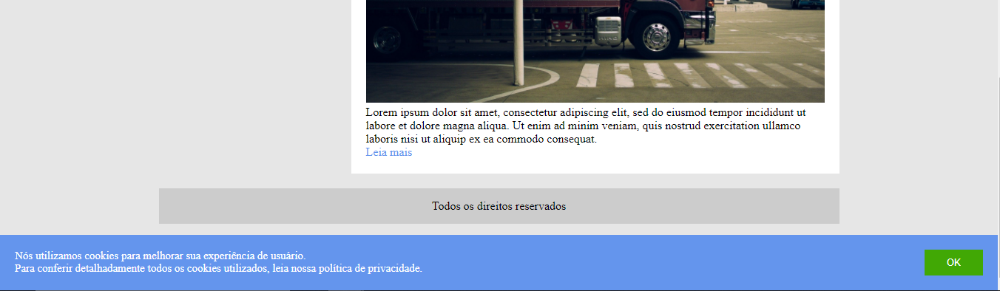 Lorem ipsum dolor sit amet, consectetur adipiscing elit, sed do eiusmod tempor incididunt ut
labore et dolore magna aliqua. Ut enim ad minim veniam, quis nostrud exercitation ullamco
laboris nisi ut aliquip ex ea commodo consequat.
Leia mais
Todos os direitos reservados
Nós utilizamos cookies para melhorar sua experiência de usuário.
Para conferir detalhadamente todos os cookies utilizados, leia nossa política de privacidade.
OK